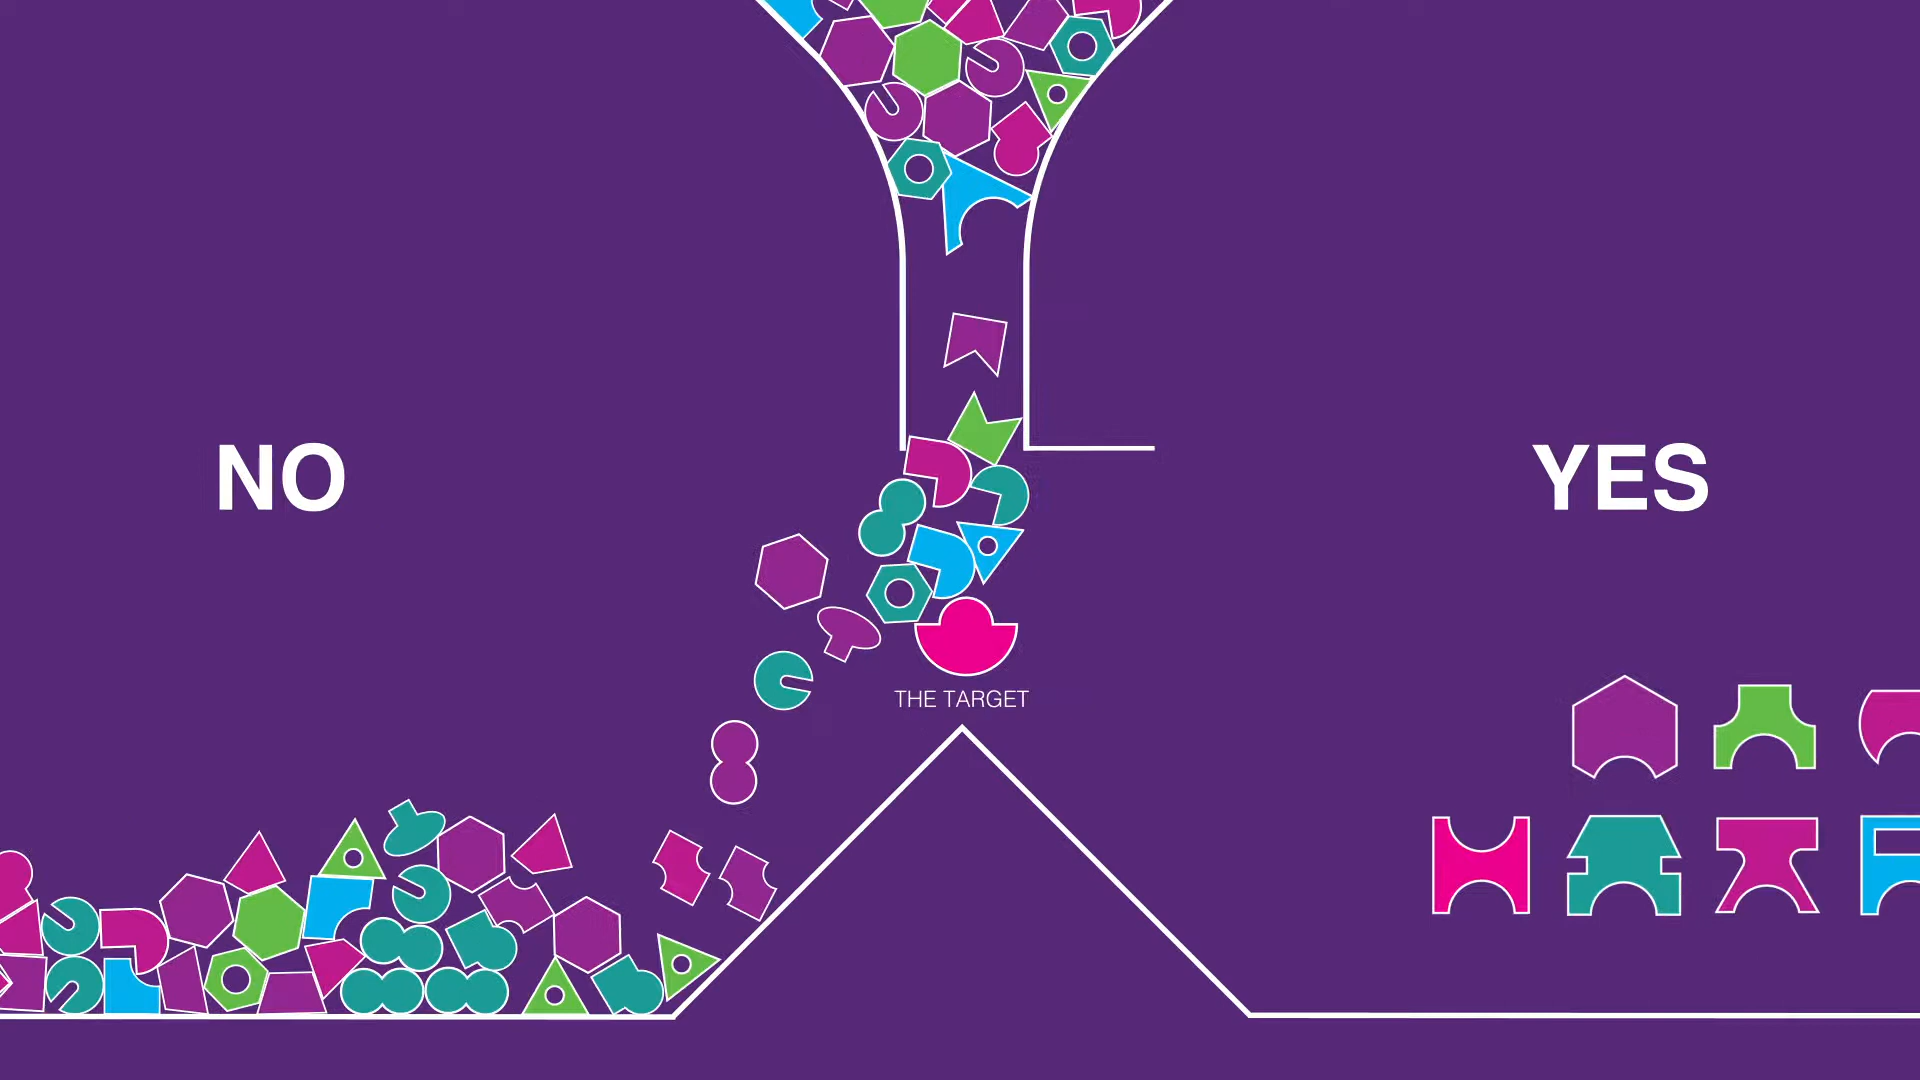 NO
YES
THE TARGET